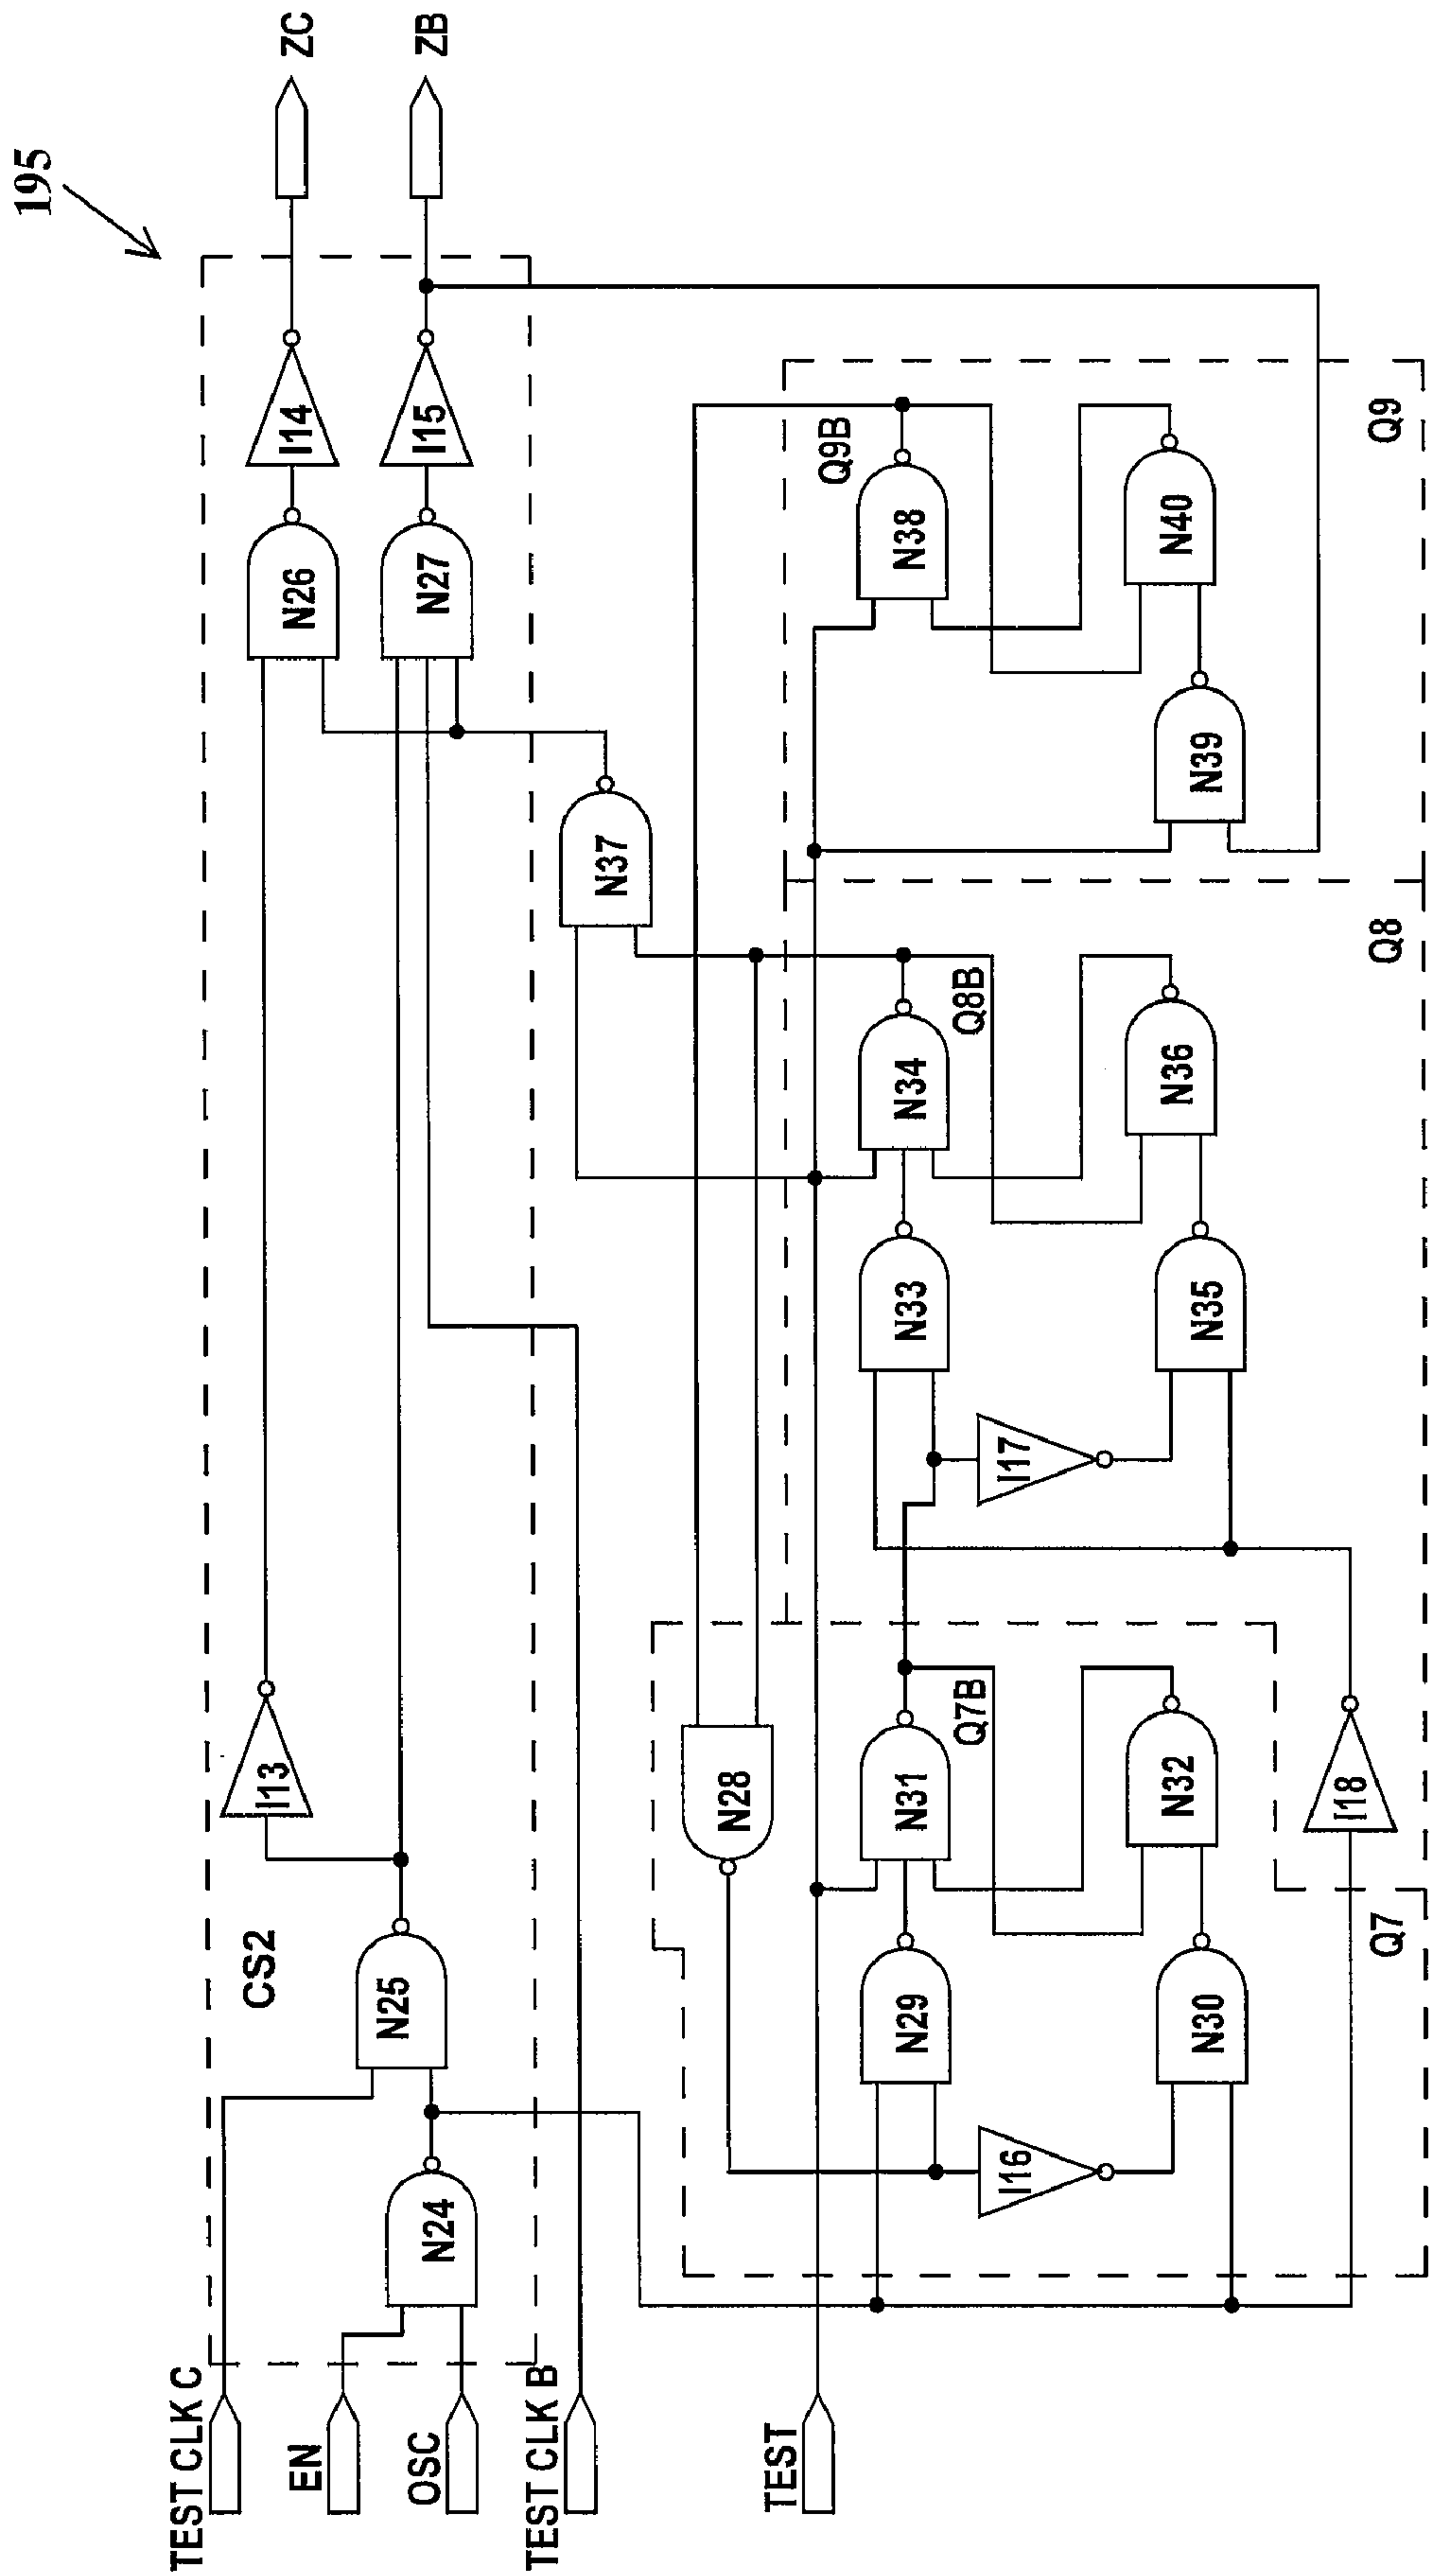 195
ZC
ZB
I14
I15
N26
N27
N37
I13
CS2
N25
N24
TEST CLK C
EN
OSC
TEST CLK B
TEST
Q9B
N38
Q9
N40
N39
Q8
Q8B
N34
N36
N33
N35
I17
N28
Q7B
N31
N32
I18
Q7
N29
N30
I16